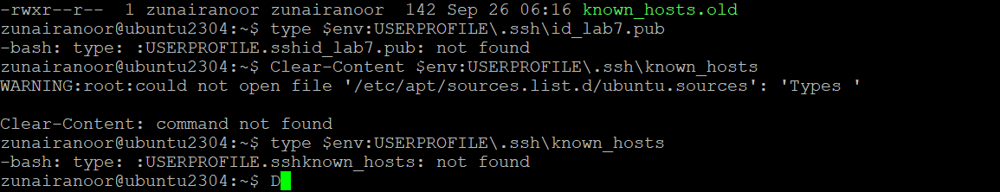 -rwxr--r--  1 zunairanoor zunairanoor  142 Sep 26 06:16 known_hosts.old
zunairanoor@ubuntu2304:~$ type $env:USERPROFILE\.ssh\id_lab7.pub
-bash: type: :USERPROFILE.sshid_lab7.pub: not found
zunairanoor@ubuntu2304:~$ Clear-Content $env:USERPROFILE\.ssh\known_hosts
WARNING:root:could not open file '/etc/apt/sources.list.d/ubuntu.sources': 'Types '
Clear-Content: command not found
zunairanoor@ubuntu2304:~$ type $env:USERPROFILE\.ssh\known_hosts
-bash: type: :USERPROFILE.sshknown_hosts: not found
zunairanoor@ubuntu2304:~$ D